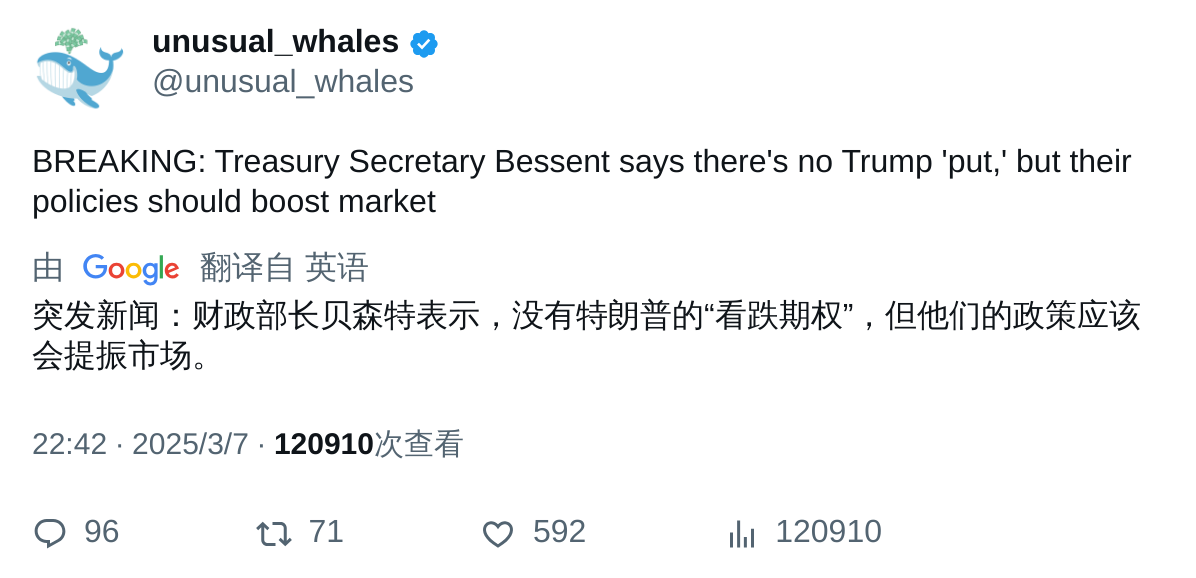 unusual_whales
@unusual_whales
BREAKING: Treasury Secretary Bessent says there's no Trump 'put,' but their
policies should boost market
由 Google 翻译自 英语
突发新闻：财政部长贝森特表示，没有特朗普的“看跌期权”，但他们的政策应该
会提振市场。
22:42 · 2025/3/7 · 120910次查看
96 71 592 120910